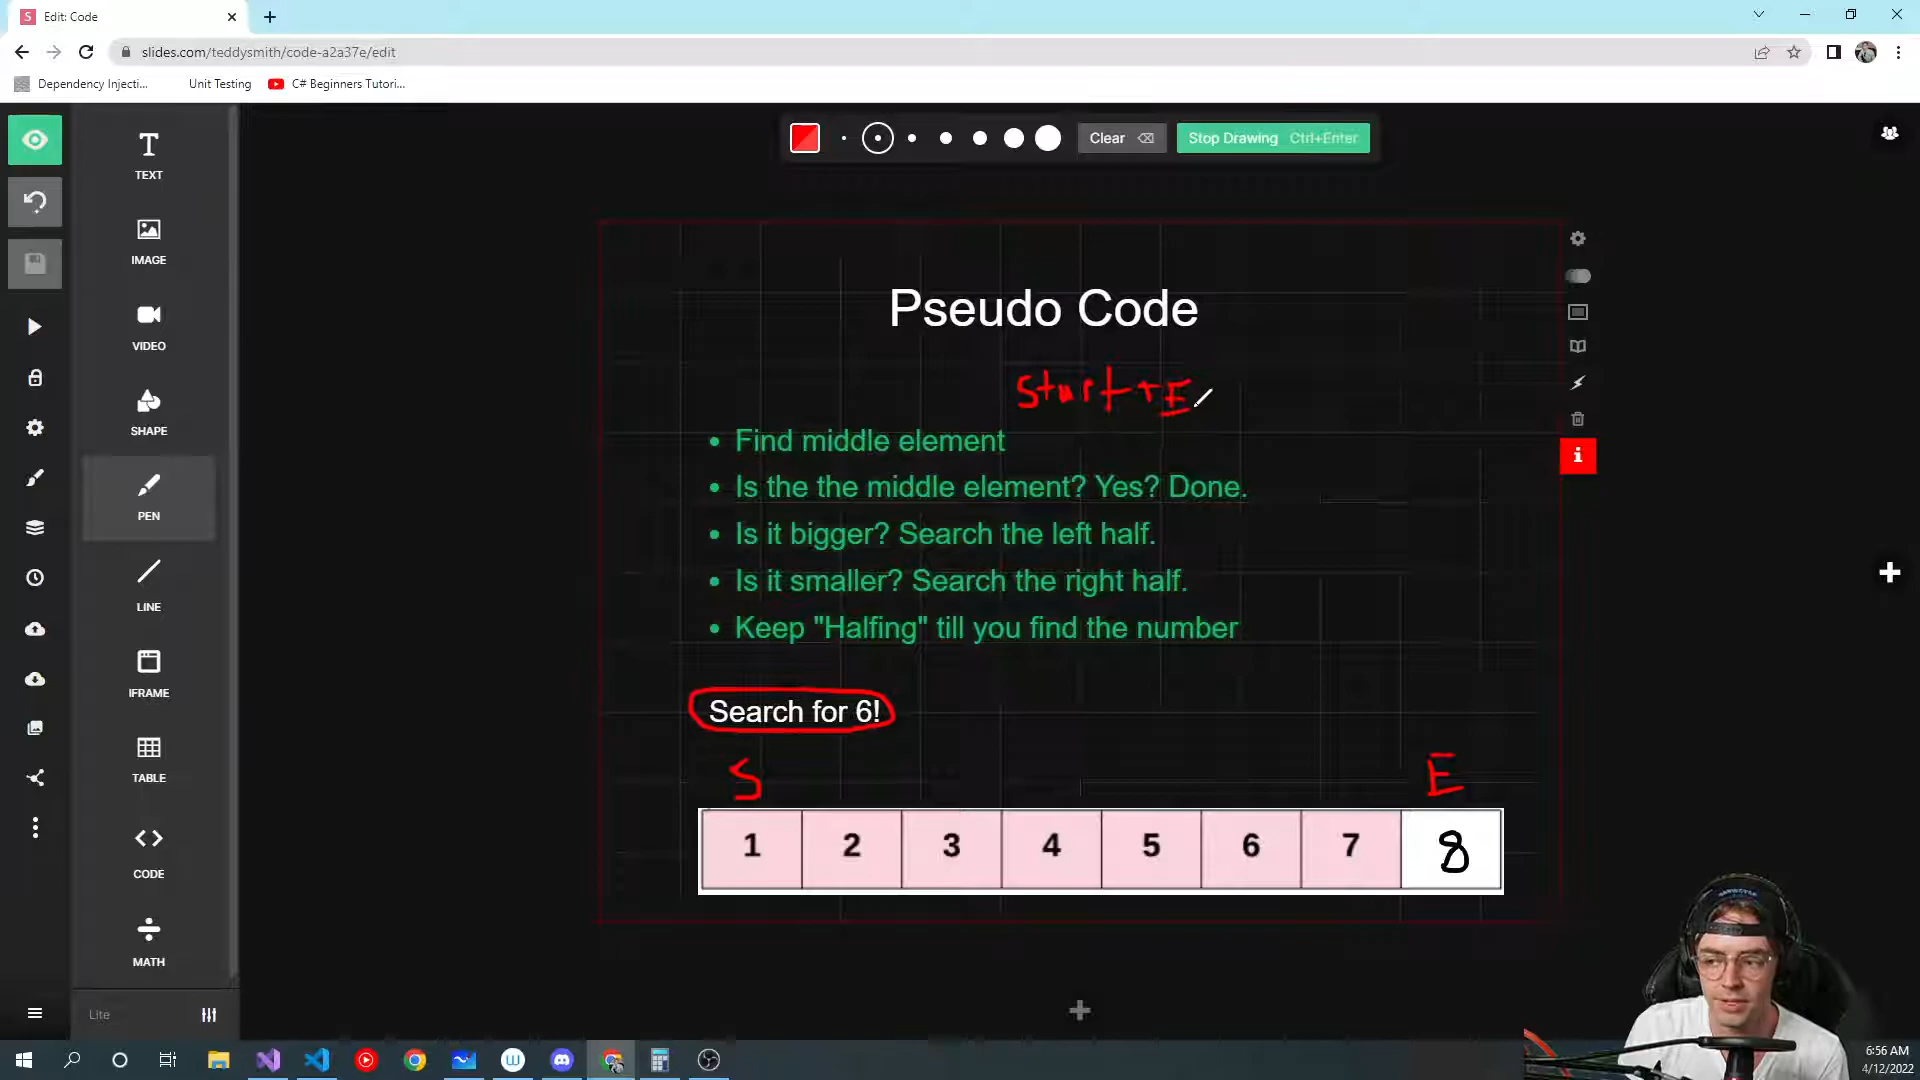 Edit: Code
slides.com/teddysmith/code-a2a37e/edit
Dependency Injecti... Unit Testing C# Beginners Tutori...
Clear Stop Drawing Ctrl+Enter
TEXT
IMAGE
VIDEO
SHAPE
PEN
LINE
IFRAME
TABLE
CODE
MATH
Lite
Pseudo Code
Start + E
• Find middle element
• Is the the middle element? Yes? Done.
• Is it bigger? Search the left half.
• Is it smaller? Search the right half.
• Keep "Halfing" till you find the number
Search for 6!
S E
1 2 3 4 5 6 7 8
6:56 AM
4/12/2022